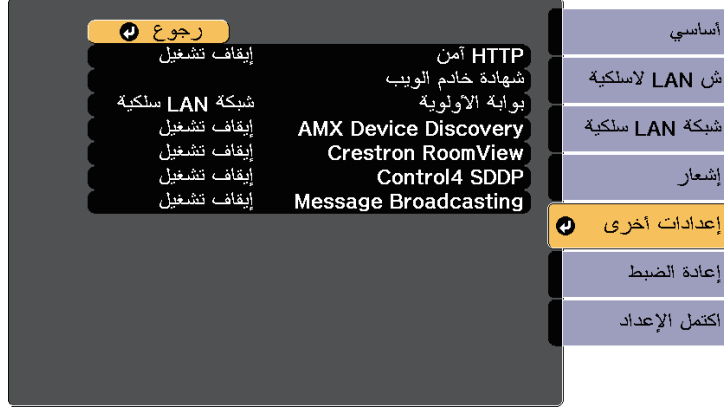 أساسي
ش LAN لاسلكية
شبكة LAN سلكية
إشعار
إعدادات أخرى
إعادة الضبط
اكتمل الإعداد
رجوع
HTTP آمن إيقاف تشغيل
شهادة خادم الويب
بوابة الأولوية شبكة LAN سلكية
AMX Device Discovery إيقاف تشغيل
Crestron RoomView إيقاف تشغيل
Control4 SDDP إيقاف تشغيل
Message Broadcasting إيقاف تشغيل